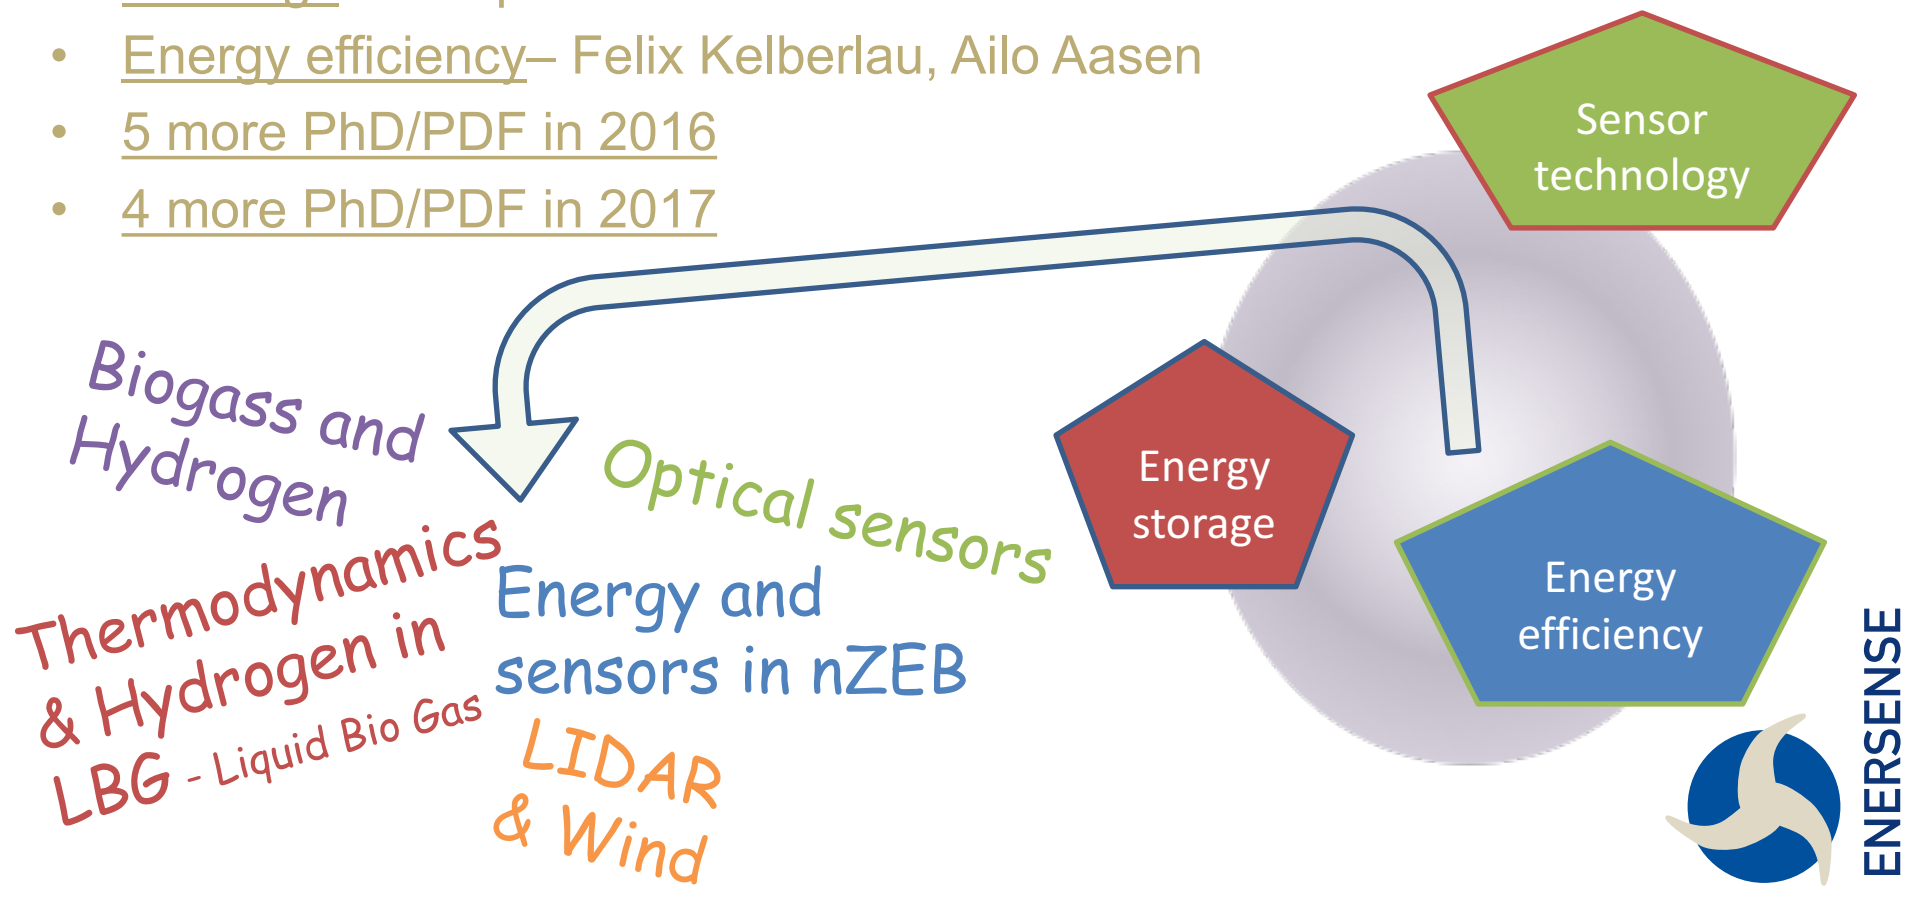 • Energy efficiency– Felix Kelberlau, Ailo Aasen
• 5 more PhD/PDF in 2016
• 4 more PhD/PDF in 2017
Sensor
technology
Energy
storage
Energy
efficiency
Biogass and
Hydrogen
Optical sensors
Thermodynamics
& Hydrogen in
LBG - Liquid Bio Gas
Energy and
sensors in nZEB
LIDAR
& Wind
ENERSENSE